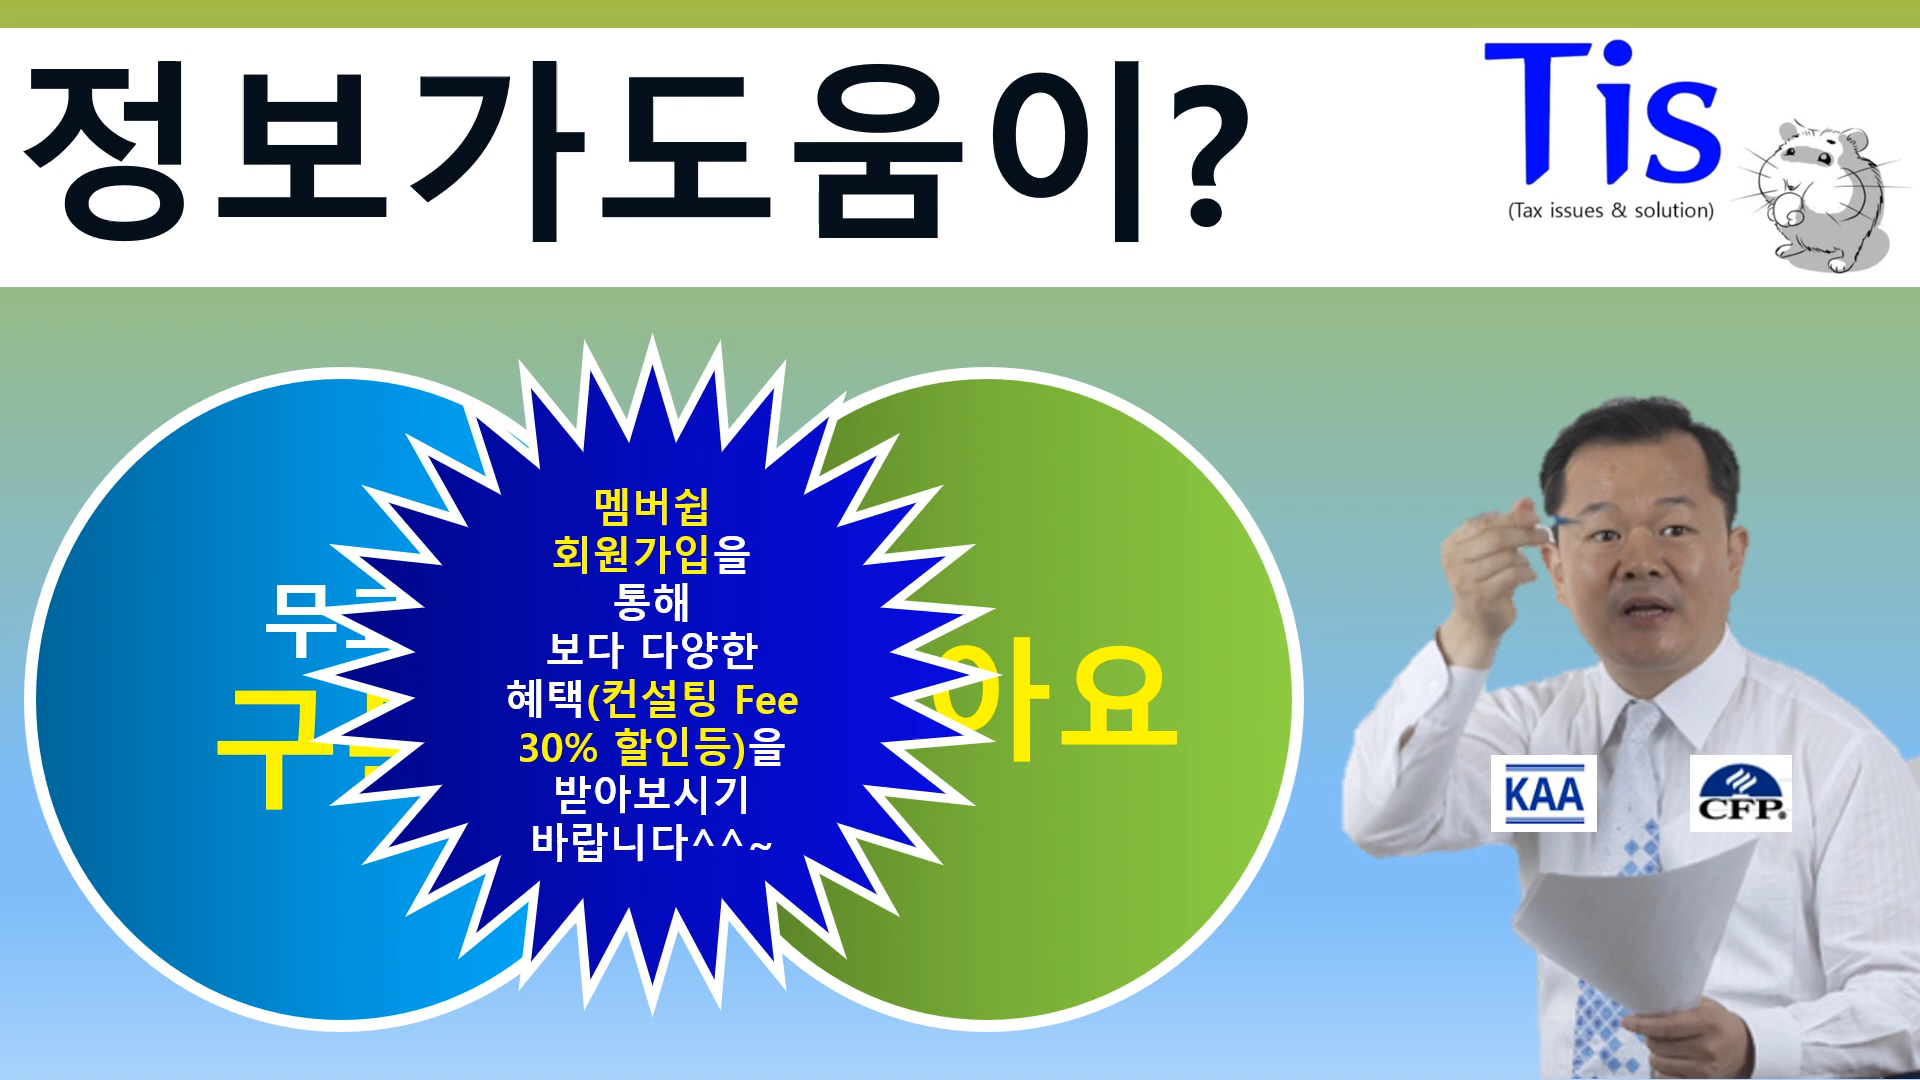 정보가도움이?
Tis
(Tax issues & solution)
멤버쉽
회원가입을
통해
보다 다양한
혜택(컨설팅 Fee
30% 할인등)을
받아보시기
바랍니다^^~
무
구
아요
KAA
CFP®